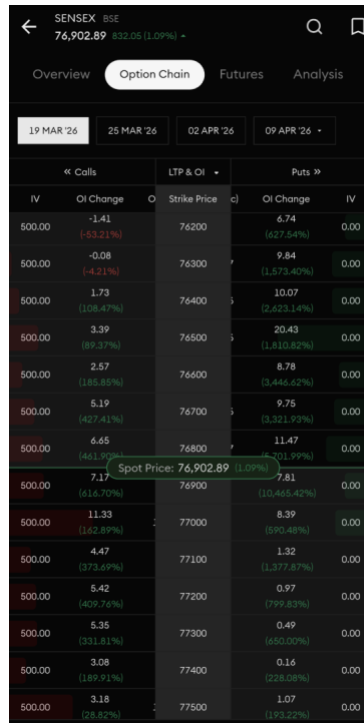 SENSEX BSE
76,902.89 832.05 (1.09%)
Overview Option Chain Futures Analysis
19 MAR '26 25 MAR '26 02 APR '26 09 APR '26
« Calls LTP & OI Puts »
IV OI Change O Strike Price c) OI Change IV
500.00 -1.41 (-53.21%) 76200 6.74 (627.54%) 0.00
500.00 -0.08 (-4.21%) 76300 9.84 (1,573.40%) 0.00
500.00 1.73 (108.47%) 76400 10.07 (2,623.14%) 0.00
500.00 3.39 (89.37%) 76500 20.43 (1,810.82%) 0.00
500.00 2.57 (185.85%) 76600 8.78 (3,446.62%) 0.00
500.00 5.19 (427.41%) 76700 9.75 (3,321.93%) 0.00
500.00 6.65 76800 11.47 0.00
Spot Price: 76,902.89 (1.09%)
500.00 7.17 (616.70%) 76900 7.81 (10,465.42%) 0.00
500.00 11.33 (162.89%) 77000 8.39 (590.48%) 0.00
500.00 4.47 (373.69%) 77100 1.32 (1,377.87%) 0.00
500.00 5.42 (409.76%) 77200 0.97 (799.83%) 0.00
500.00 5.35 (331.81%) 77300 0.49 (650.00%) 0.00
500.00 3.08 (189.91%) 77400 0.16 (228.08%) 0.00
500.00 3.18 (28.82%) 77500 1.07 (193.22%) 0.00